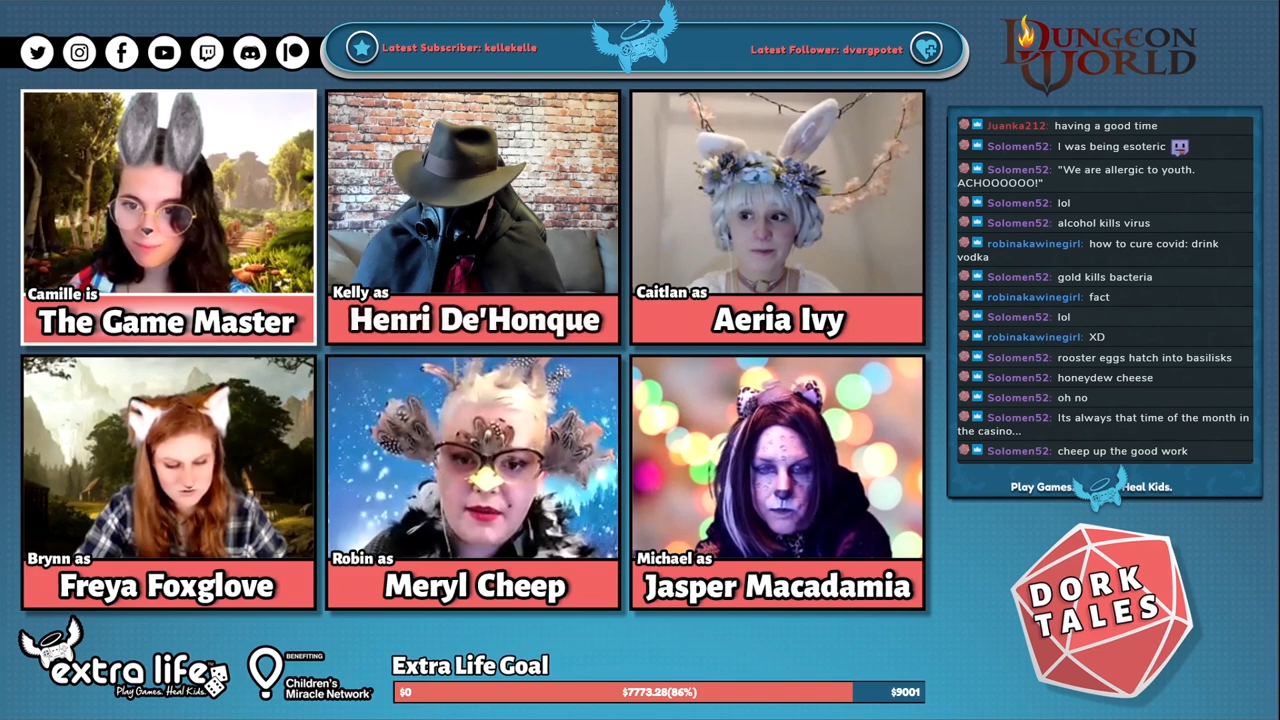 Latest Subscriber: kellekelle
Latest Follower: dvergpotet
DUNGEON
WORLD
Camille is
The Game Master
Kelly as
Henri De'Honque
Caitlan as
Aeria Ivy
Brynn as
Freya Foxglove
Robin as
Meryl Cheep
Michael as
Jasper Macadamia
Juanka212: having a good time
Solomen52: I was being esoteric
Solomen52: "We are allergic to youth.
ACHOOOOOO!"
Solomen52: lol
Solomen52: alcohol kills virus
robinakawinegirl: how to cure covid: drink
vodka
Solomen52: gold kills bacteria
robinakawinegirl: fact
Solomen52: lol
robinakawinegirl: XD
Solomen52: rooster eggs hatch into basilisks
Solomen52: honeydew cheese
Solomen52: oh no
Solomen52: Its always that time of the month in
the casino...
Solomen52: cheep up the good work
Play Games. Heal Kids.
DORK
TALES
extra life
Play Games. Heal Kids.
BENEFITING
Children's
Miracle Network
Extra Life Goal
$0 $7773.28(86%) $9001